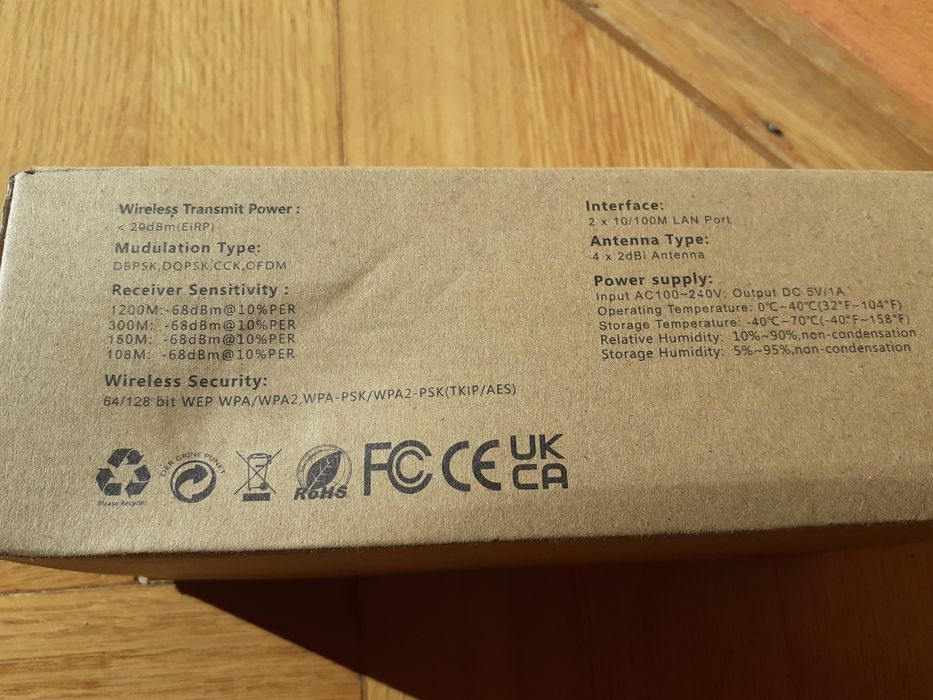 Wireless Transmit Power :
< 20dBm(EiRP)
Mudulation Type:
DBPSK,DQPSK,CCK,OFDM
Receiver Sensitivity :
1200M:-68dBm@10%PER
300M: -68dBm@10%PER
150M: -68dBm@10%PER
108M: -68dBm@10%PER
Wireless Security:
64/128 bit WEP WPA/WPA2,WPA-PSK/WPA2-PSK(TKIP/AES)
Interface:
2 x 10/100M LAN Port
Antenna Type:
4 x 2dBi Antenna
Power supply:
Input AC100~240V; Output DC 5V/1A
Operating Temperature: 0℃~40℃(32°F~104°F)
Storage Temperature: -40℃~70℃(-40°F~158°F)
Relative Humidity: 10%~90%,non-condensation
Storage Humidity: 5%~95%,non-condensation
Please Recycle
DER GRÜNE PUNKT
RoHS
FC
CE
UK
CA